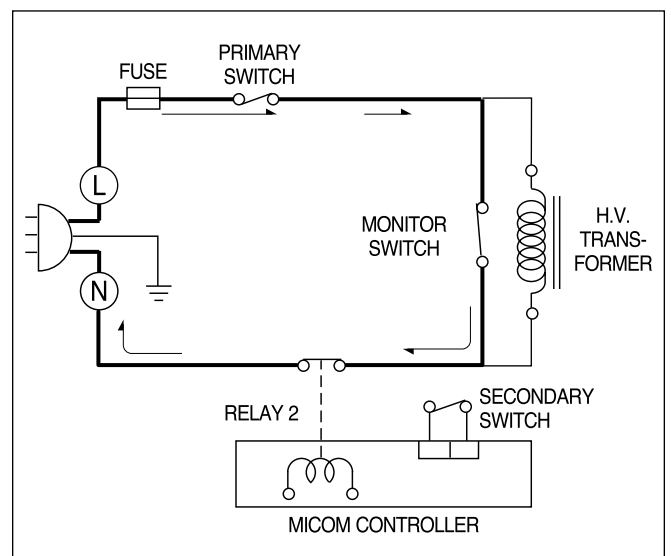 PRIMARY
SWITCH
FUSE
L
MONITOR
SWITCH
H.V.
TRANS-
FORMER
N
RELAY 2
SECONDARY
SWITCH
MICOM CONTROLLER